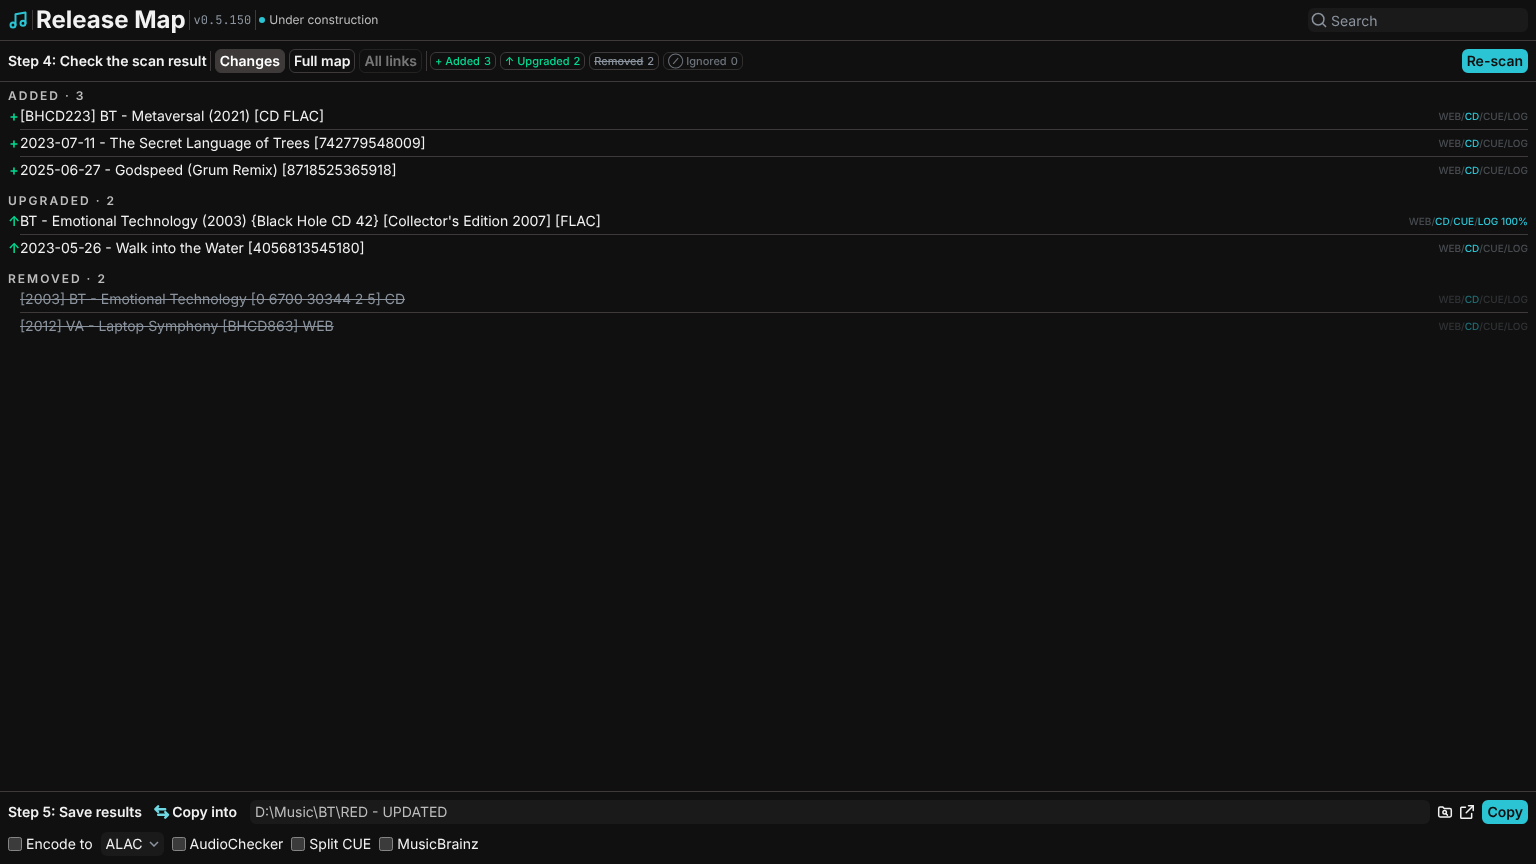 Release Map v0.5.150 Under construction Search
Step 4: Check the scan result Changes Full map All links + Added 3 ↑ Upgraded 2 Removed 2 Ignored 0 Re-scan
ADDED · 3
+ [BHCD223] BT - Metaversal (2021) [CD FLAC] WEB/CD/CUE/LOG
+ 2023-07-11 - The Secret Language of Trees [742779548009] WEB/CD/CUE/LOG
+ 2025-06-27 - Godspeed (Grum Remix) [8718525365918] WEB/CD/CUE/LOG
UPGRADED · 2
↑ BT - Emotional Technology (2003) {Black Hole CD 42} [Collector's Edition 2007] [FLAC] WEB/CD/CUE/LOG 100%
↑ 2023-05-26 - Walk into the Water [4056813545180] WEB/CD/CUE/LOG
REMOVED · 2
[2003] BT - Emotional Technology [0 6700 30344 2 5] CD WEB/CD/CUE/LOG
[2012] VA - Laptop Symphony [BHCD863] WEB WEB/CD/CUE/LOG
Step 5: Save results Copy into D:\Music\BT\RED - UPDATED Copy
Encode to ALAC AudioChecker Split CUE MusicBrainz